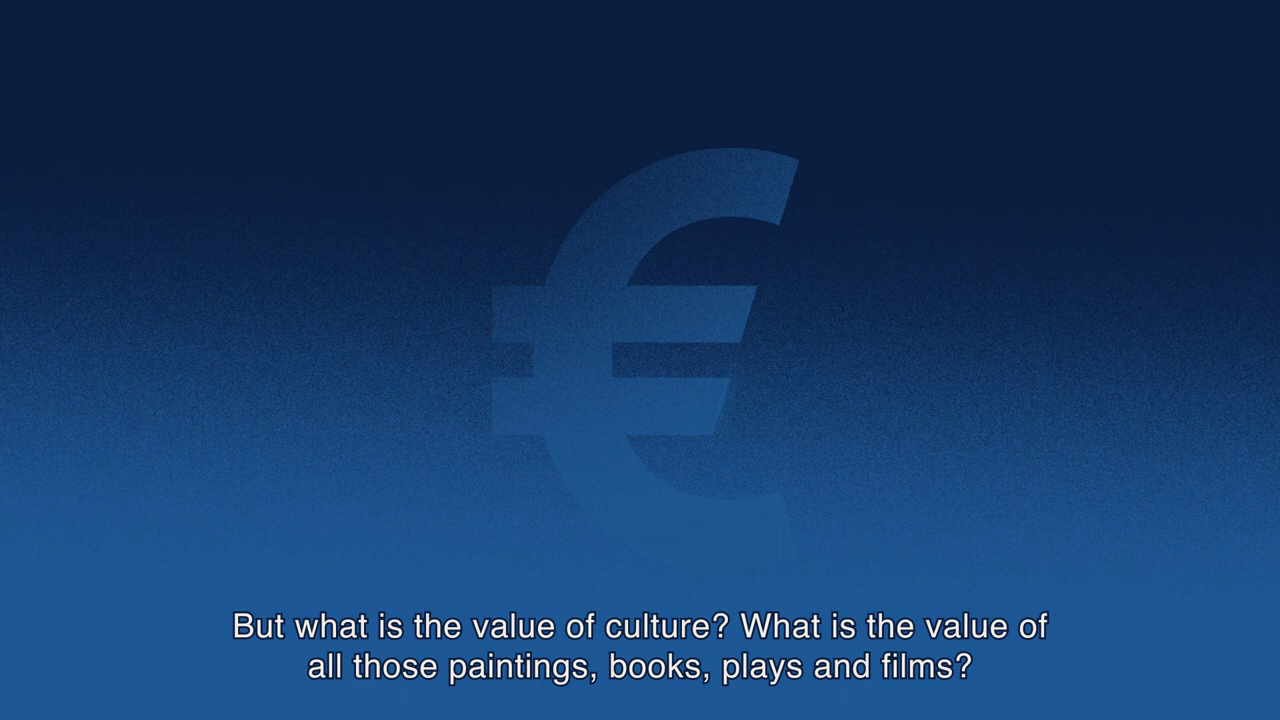 €
But what is the value of culture? What is the value of
all those paintings, books, plays and films?